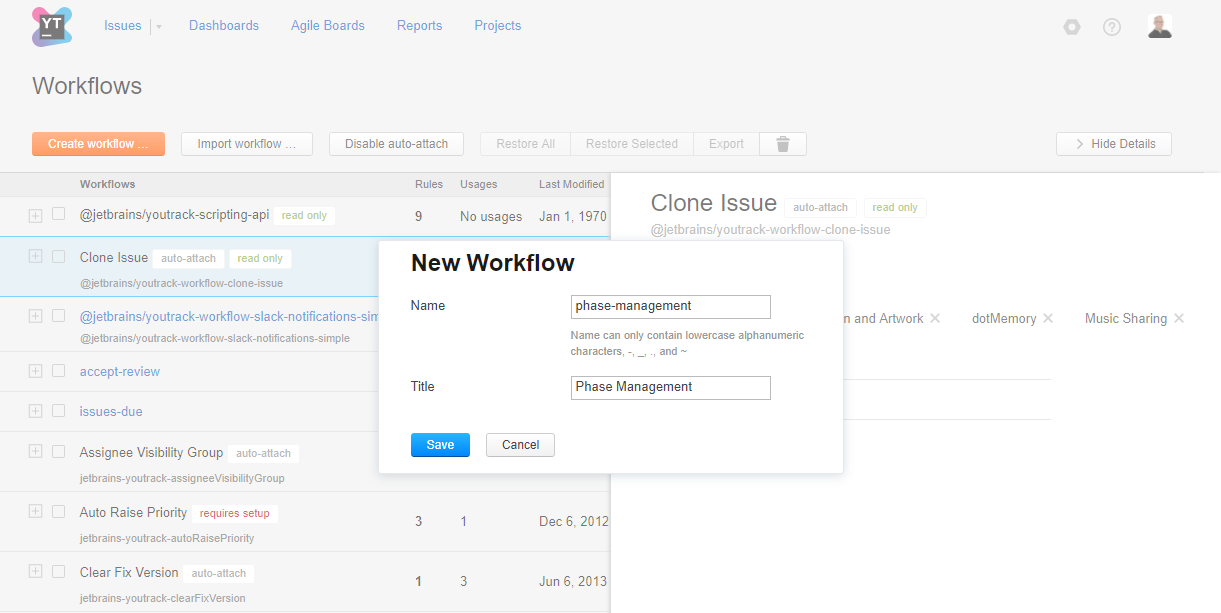 YT
Issues Dashboards Agile Boards Reports Projects
Workflows
Create workflow ... Import workflow ... Disable auto-attach Restore All Restore Selected Export Hide Details
Workflows Rules Usages Last Modified
@jetbrains/youtrack-scripting-api read only 9 No usages Jan 1, 1970
Clone Issue auto-attach read only
@jetbrains/youtrack-workflow-clone-issue
@jetbrains/youtrack-workflow-slack-notifications-sim
@jetbrains/youtrack-workflow-slack-notifications-simple
accept-review
issues-due
Assignee Visibility Group auto-attach
jetbrains-youtrack-assigneeVisibilityGroup
Auto Raise Priority requires setup 3 1 Dec 6, 2012
jetbrains-youtrack-autoRaisePriority
Clear Fix Version auto-attach 1 3 Jun 6, 2013
jetbrains-youtrack-clearFixVersion
Clone Issue auto-attach read only
@jetbrains/youtrack-workflow-clone-issue
n and Artwork dotMemory Music Sharing
New Workflow
Name phase-management
Name can only contain lowercase alphanumeric
characters, -, _, ., and ~
Title Phase Management
Save Cancel